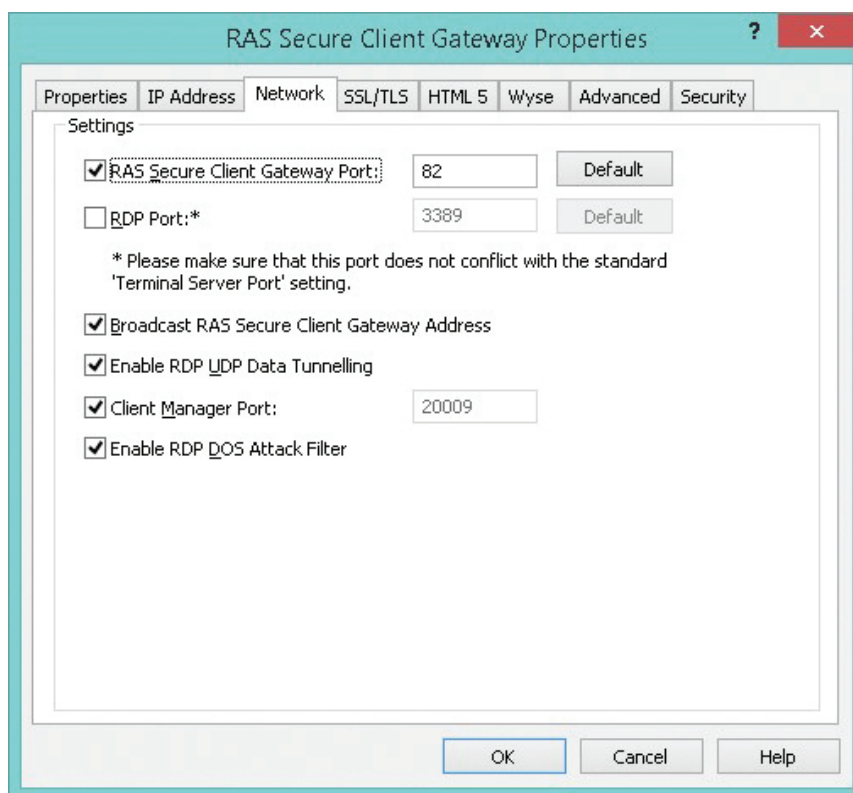 RAS Secure Client Gateway Properties ?
Properties IP Address Network SSL/TLS HTML 5 Wyse Advanced Security
Settings
RAS Secure Client Gateway Port: 82 Default
RDP Port:* 3389 Default
* Please make sure that this port does not conflict with the standard
'Terminal Server Port' setting.
Broadcast RAS Secure Client Gateway Address
Enable RDP UDP Data Tunnelling
Client Manager Port: 20009
Enable RDP DOS Attack Filter
OK Cancel Help